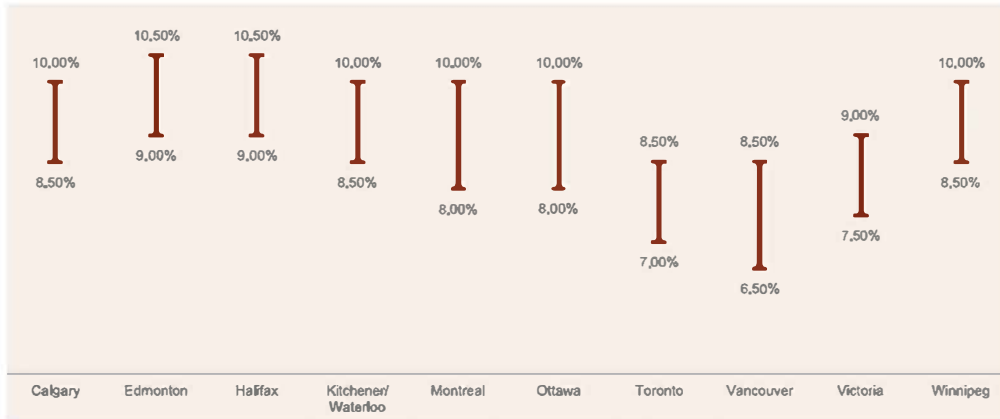 10.50% 10.50%
10.00% 10.00% 10.00% 10.00% 10.00%
9.00%
8.50% 8.50%
9.00% 9.00%
8.50% 8.50% 8.50%
8.00% 8.00%
7.50%
7.00%
6.50%
Calgary Edmonton Halifax Kitchener/ Montreal Ottawa Toronto Vancouver Victoria Winnipeg
Waterloo